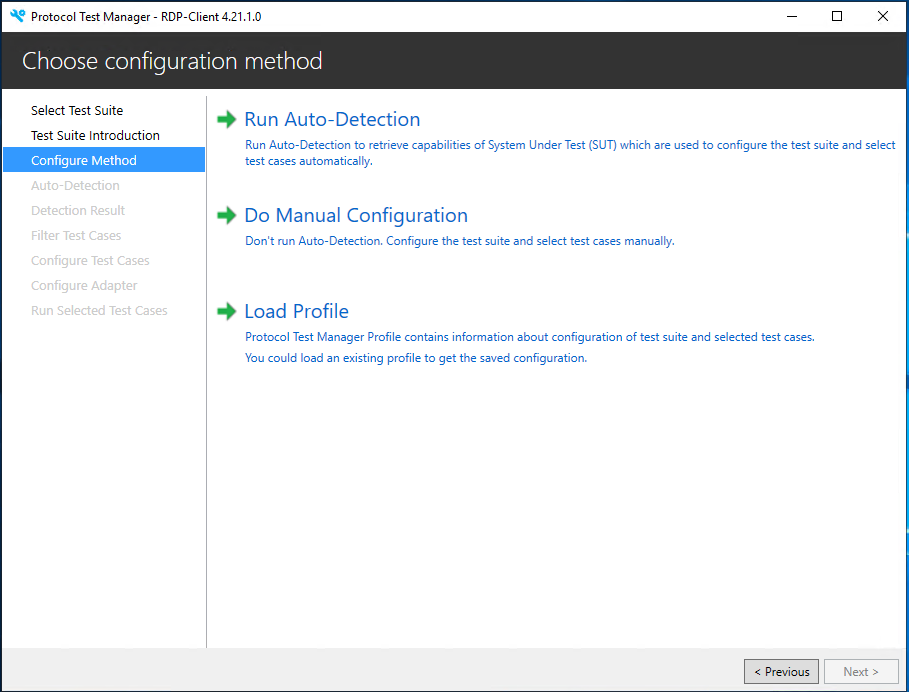 Protocol Test Manager - RDP-Client 4.21.1.0
Choose configuration method
Select Test Suite
Test Suite Introduction
Configure Method
Auto-Detection
Detection Result
Filter Test Cases
Configure Test Cases
Configure Adapter
Run Selected Test Cases
Run Auto-Detection
Run Auto-Detection to retrieve capabilities of System Under Test (SUT) which are used to configure the test suite and select
test cases automatically.
Do Manual Configuration
Don't run Auto-Detection. Configure the test suite and select test cases manually.
Load Profile
Protocol Test Manager Profile contains information about configuration of test suite and selected test cases.
You could load an existing profile to get the saved configuration.
< Previous
Next >